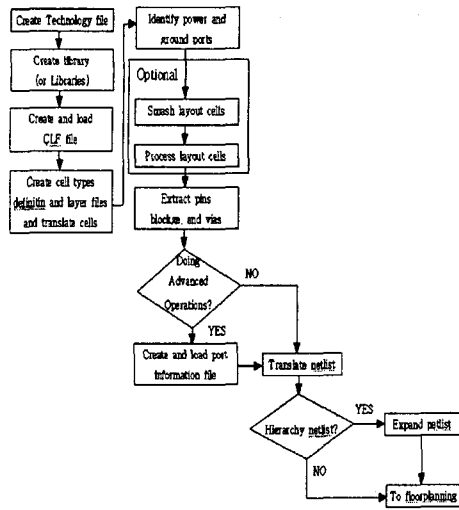 Create Technology file
Create Library
(or Libraries)
Create and load
CLF file
Create cell types
definitin and layer files
and translate cells
Identify power and
ground ports
Optional
Smash layout cells
Process layout cells
Extract pins
blockage, and vias
Doing
Advanced
Operations?
NO
YES
Create and load port
information file
Translate netlist
Hierarchy netlist?
YES
Expand netlist
NO
To floorplanning